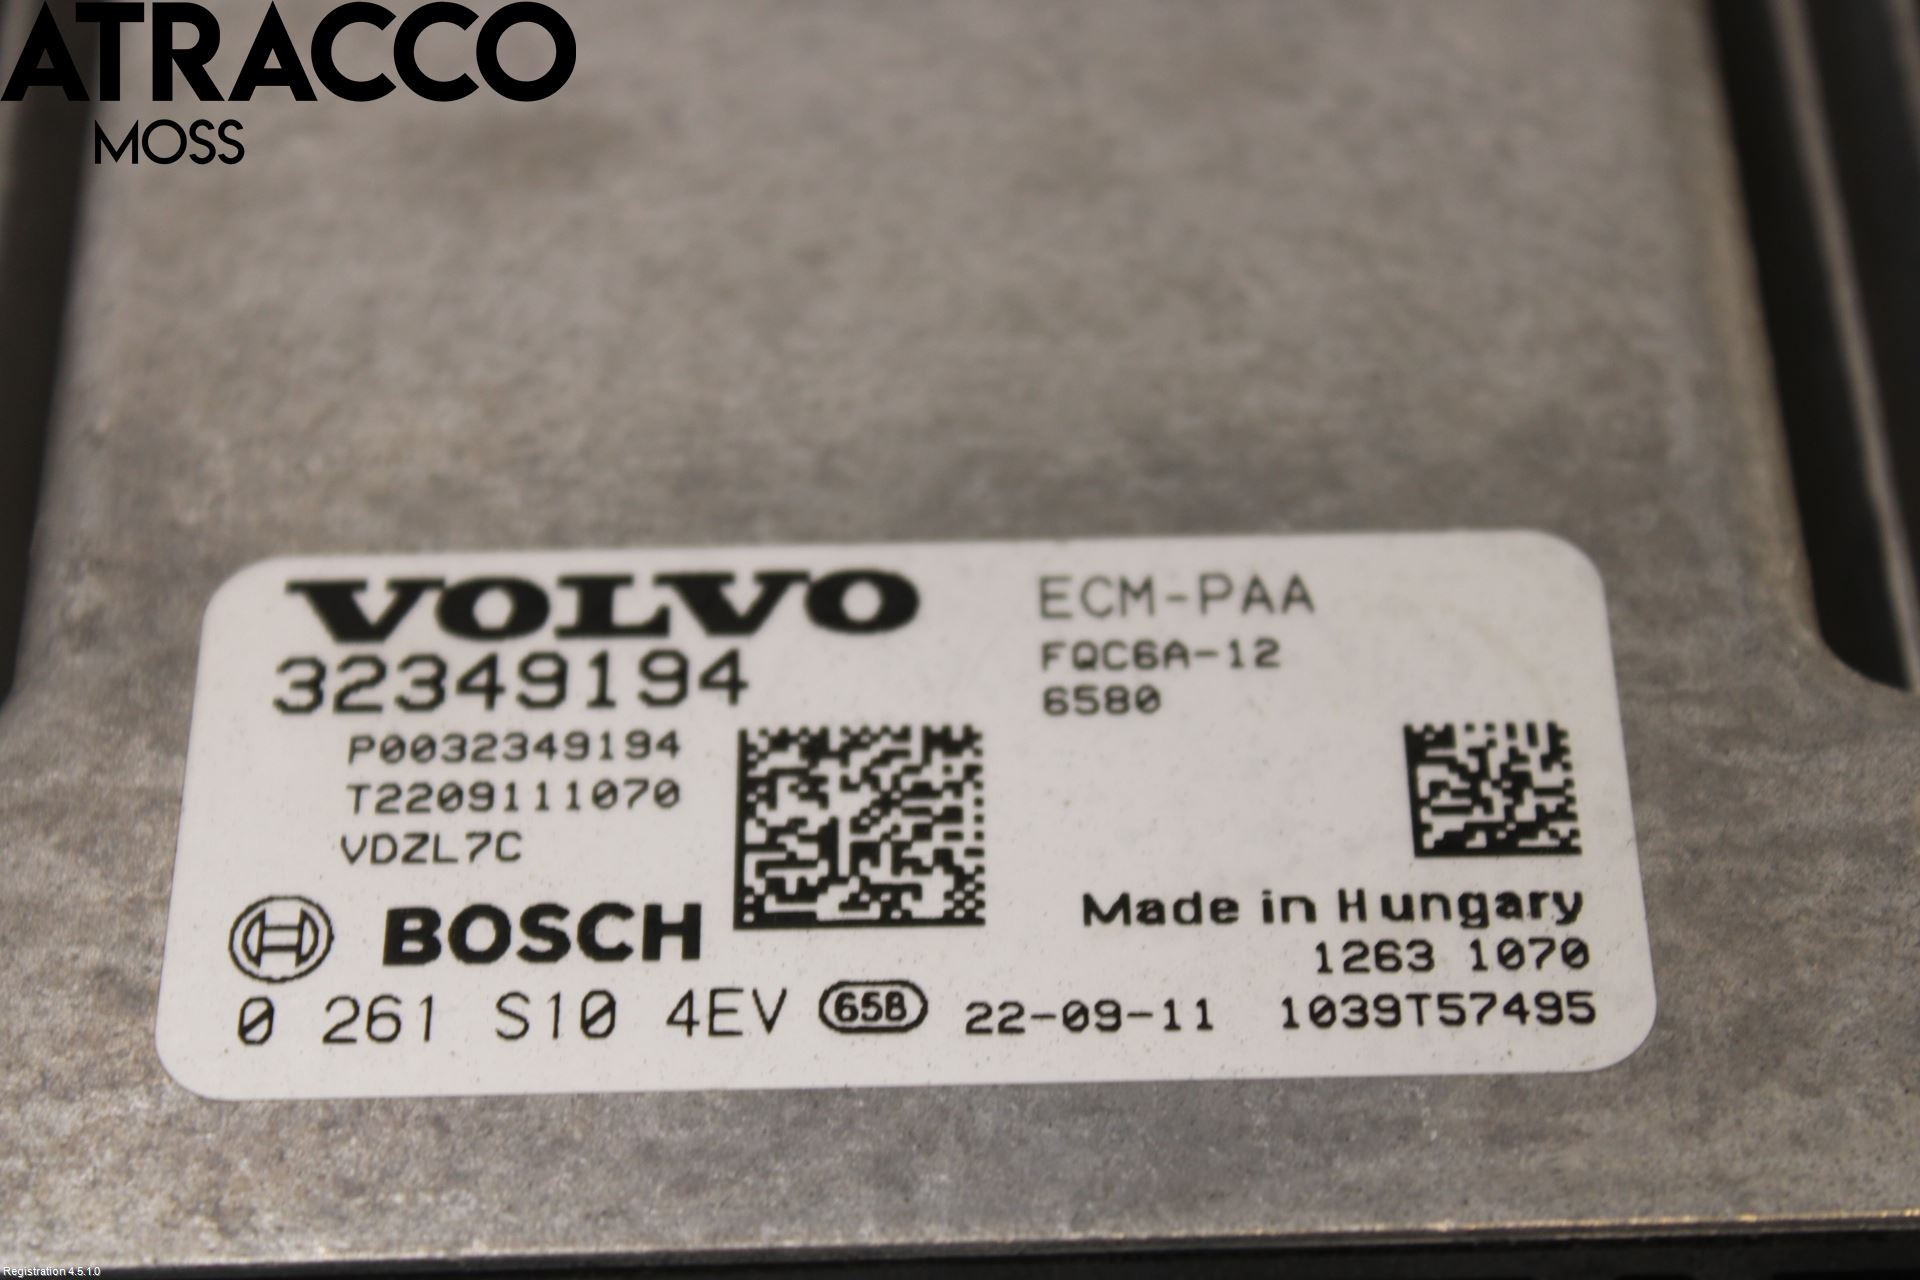 ATRACCO
MOSS
VOLVO
32349194
P0032349194
T2209111070
VDZL7C
BOSCH
0 261 S10 4EV 658 22-09-11 1039T57495
ECM-PAA
FQC6A-12
6580
Made in Hungary
1263 1070
Registration 4.5.1.0